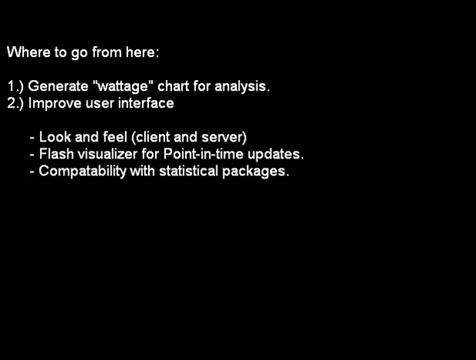 Where to go from here:
1.) Generate "wattage" chart for analysis.
2.) Improve user interface
- Look and feel (client and server)
- Flash visualizer for Point-in-time updates.
- Compatability with statistical packages.